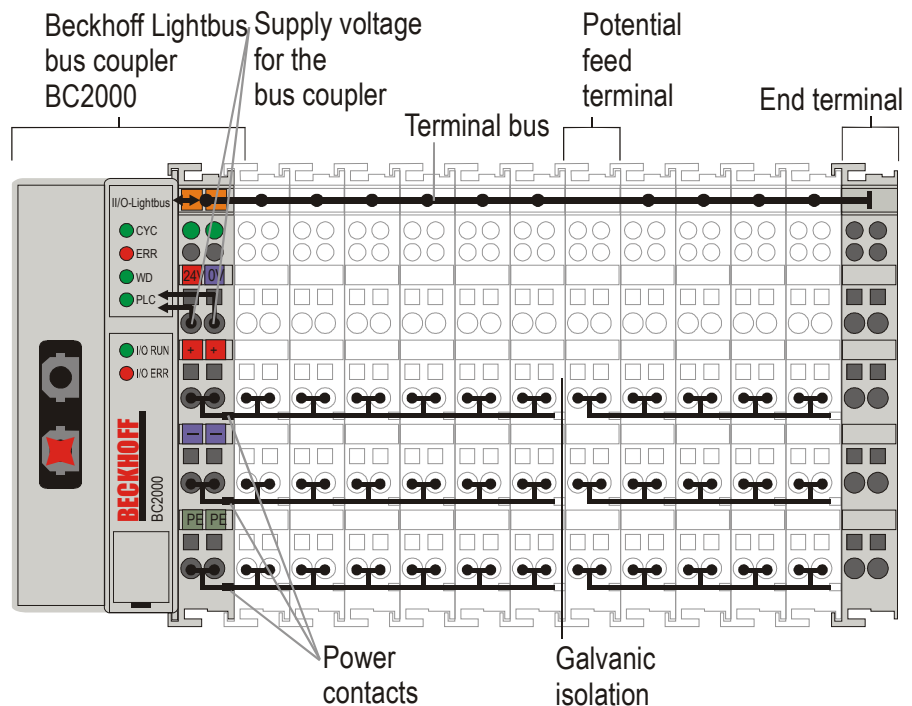 Beckhoff Lightbus
bus coupler
BC2000
Supply voltage
for the
bus coupler
Potential
feed
terminal
End terminal
Terminal bus
II/O-Lightbus
CYC
ERR
WD
PLC
24V 0V
+ +
I/O RUN
I/O ERR
– –
BECKHOFF
BC2000
PE PE
Power
contacts
Galvanic
isolation